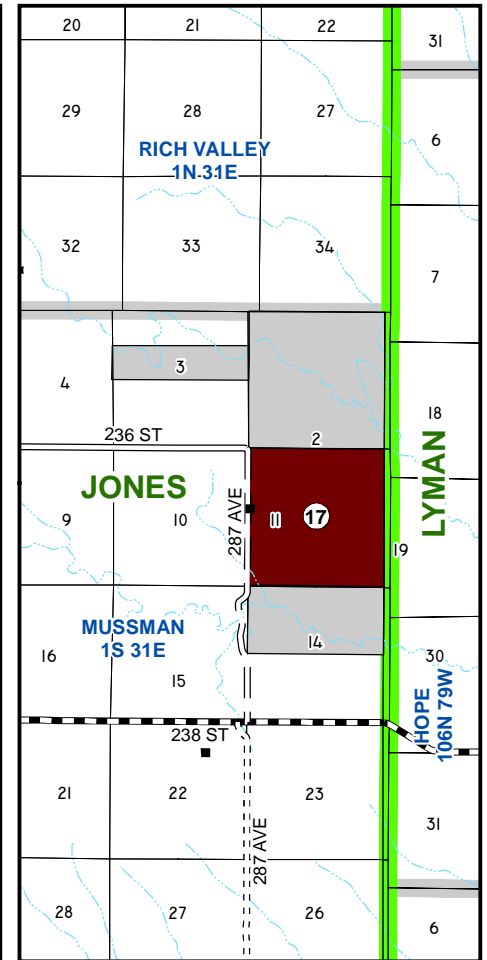 20 21 22 31
29 28 27 6
RICH VALLEY
1N 31E
32 33 34 7
4 3 18
2
236 ST
JONES
LYMAN
9 10 287 AVE 11 17 19
MUSSMAN
1S 31E
16 15 14 30
HOPE
106N 79W
238 ST
21 22 23 31
287 AVE
28 27 26 6